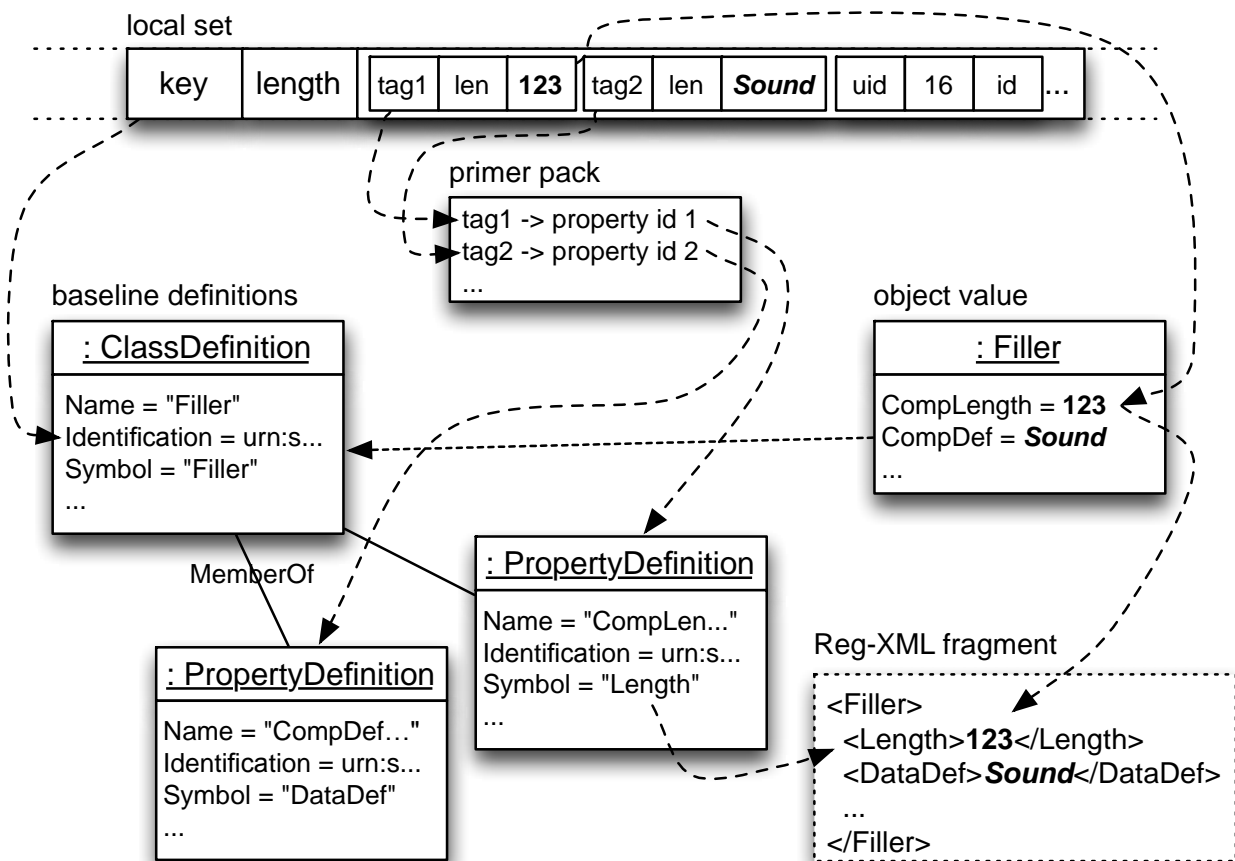 local set
key length tag1 len 123 tag2 len Sound uid 16 id ...
primer pack
tag1 -> property id 1
tag2 -> property id 2
...
baseline definitions
: ClassDefinition
Name = "Filler"
Identification = urn:s...
Symbol = "Filler"
...
object value
: Filler
CompLength = 123
CompDef = Sound
...
MemberOf
: PropertyDefinition
Name = "CompLen..."
Identification = urn:s...
Symbol = "Length"
...
: PropertyDefinition
Name = "CompDef…"
Identification = urn:s...
Symbol = "DataDef"
...
Reg-XML fragment
<Filler>
<Length>123</Length>
<DataDef>Sound</DataDef>
...
</Filler>